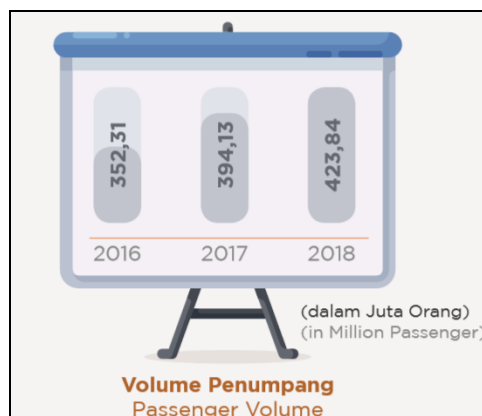 352,31
394,13
423,84
2016 2017 2018
(dalam Juta Orang)
(in Million Passenger)
Volume Penumpang
Passenger Volume